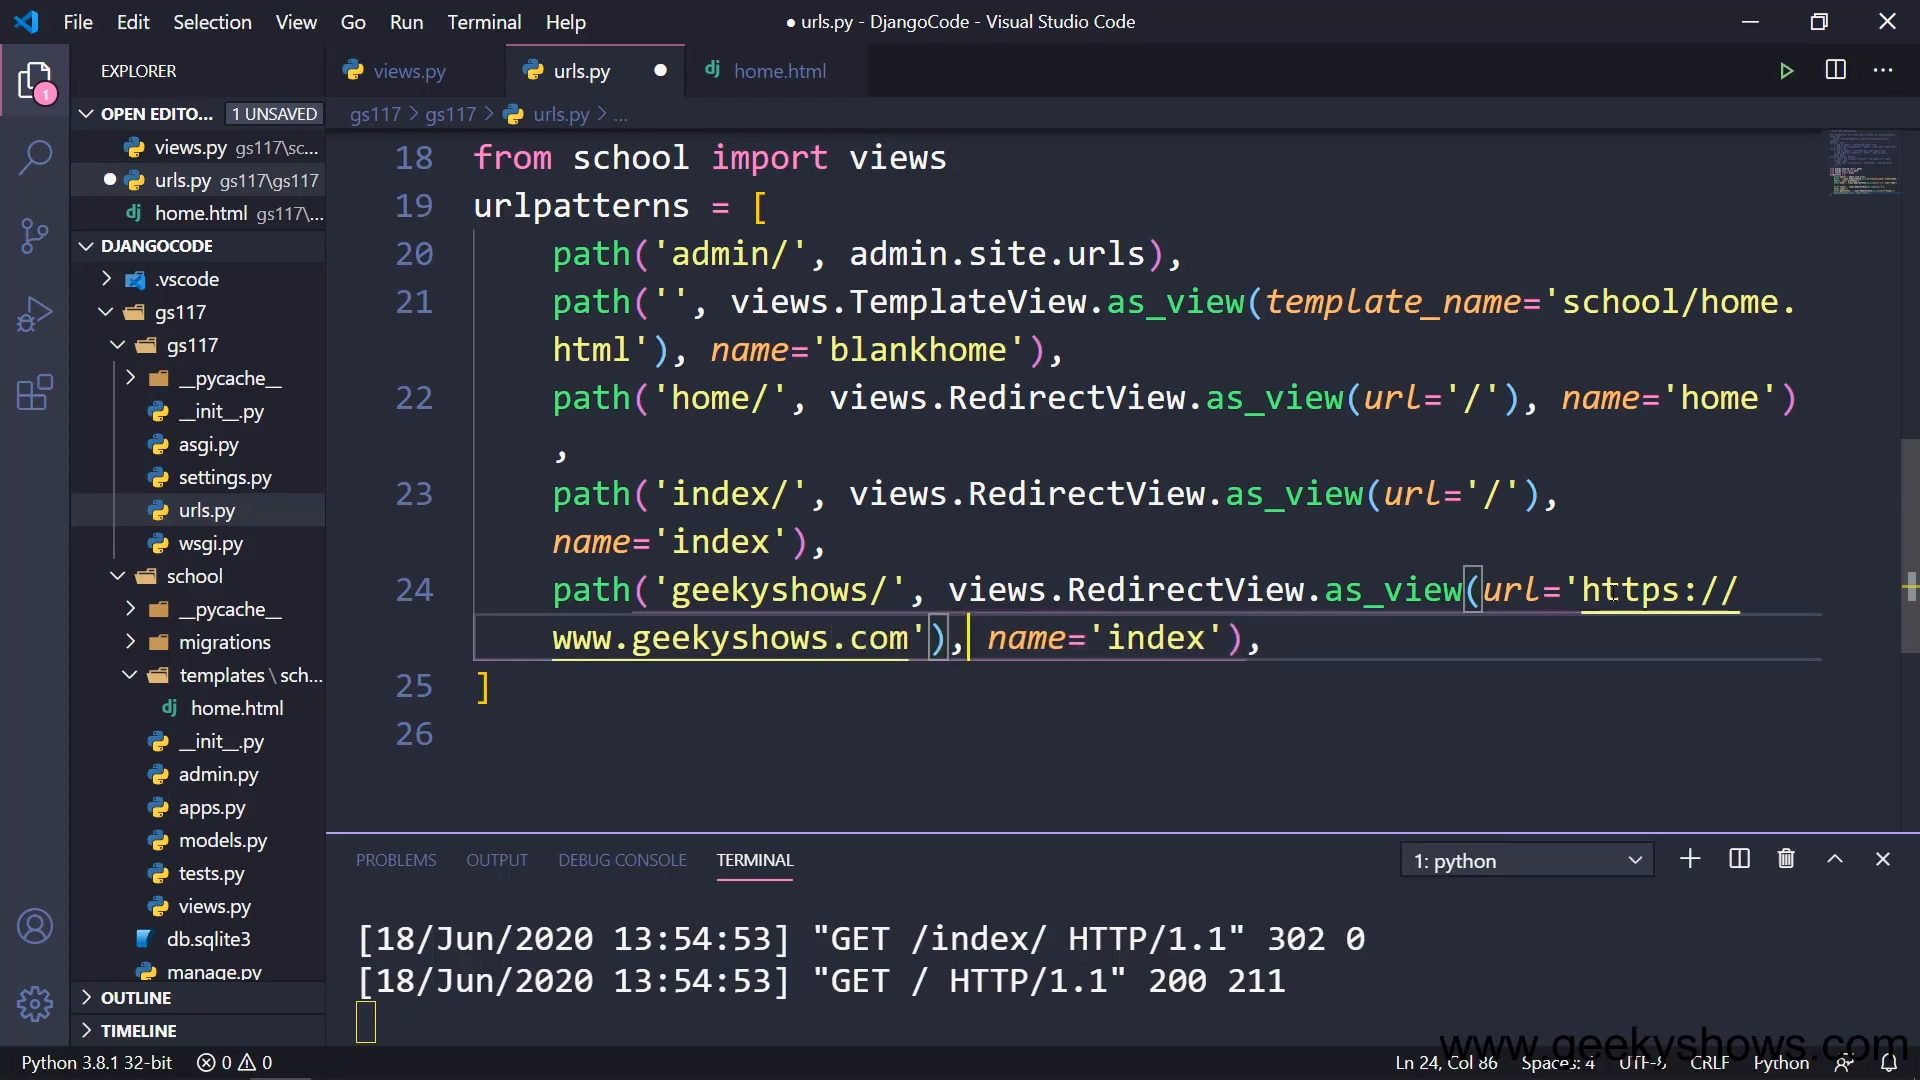 File Edit Selection View Go Run Terminal Help
● urls.py - DjangoCode - Visual Studio Code
EXPLORER
views.py
urls.py
home.html
1
OPEN EDITO... 1 UNSAVED
gs117 > gs117 > urls.py > ...
views.py gs117\sc...
urls.py gs117\gs117
home.html gs117\...
DJANGOCODE
.vscode
gs117
gs117
__pycache__
__init__.py
asgi.py
settings.py
urls.py
wsgi.py
school
__pycache__
migrations
templates \ sch...
home.html
__init__.py
admin.py
apps.py
models.py
tests.py
views.py
db.sqlite3
manage.py
OUTLINE
TIMELINE
18 from school import views
19 urlpatterns = [
20 path('admin/', admin.site.urls),
21 path('', views.TemplateView.as_view(template_name='school/home.
html'), name='blankhome'),
22 path('home/', views.RedirectView.as_view(url='/'), name='home')
,
23 path('index/', views.RedirectView.as_view(url='/'),
name='index'),
24 path('geekyshows/', views.RedirectView.as_view(url='https://
www.geekyshows.com'), name='index'),
25 ]
26
PROBLEMS OUTPUT DEBUG CONSOLE TERMINAL
1: python
[18/Jun/2020 13:54:53] "GET /index/ HTTP/1.1" 302 0
[18/Jun/2020 13:54:53] "GET / HTTP/1.1" 200 211
www.geekyshows.com
Python 3.8.1 32-bit 0 0
Ln 24, Col 86 Spaces: 4 UTF-8 CRLF Python